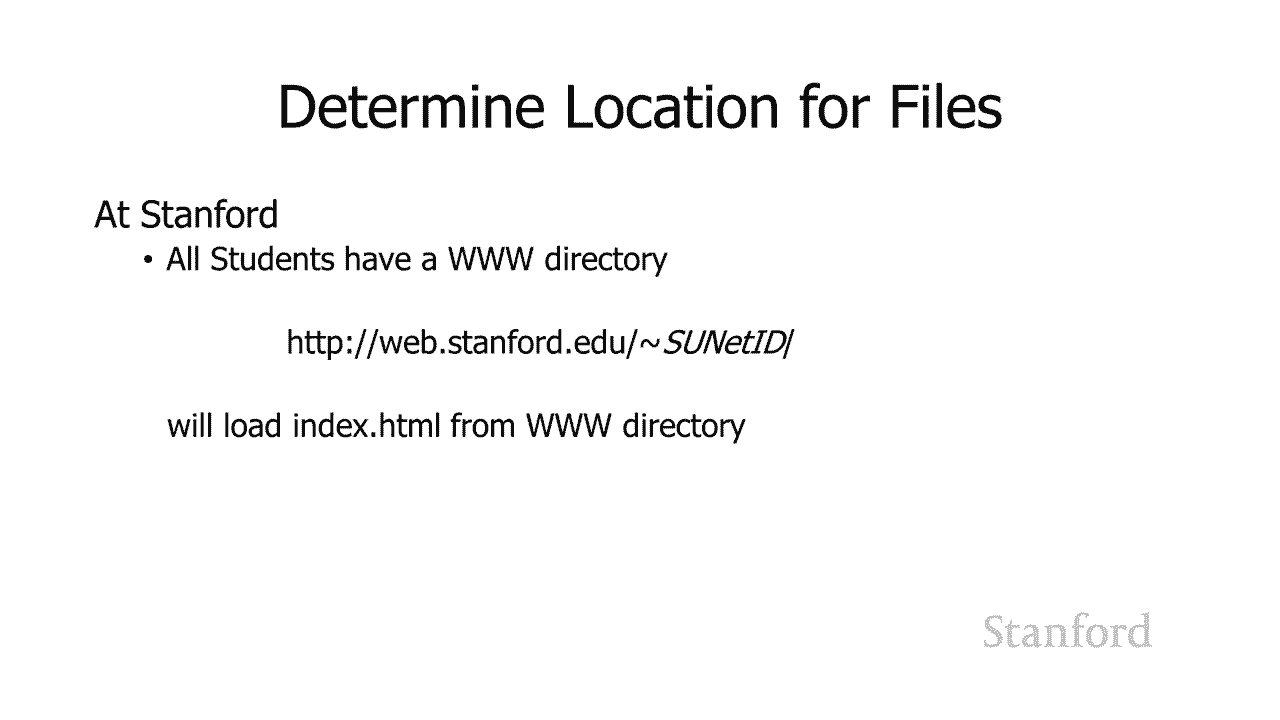 Determine Location for Files
At Stanford
• All Students have a WWW directory
http://web.stanford.edu/~SUNetID/
will load index.html from WWW directory
Stanford